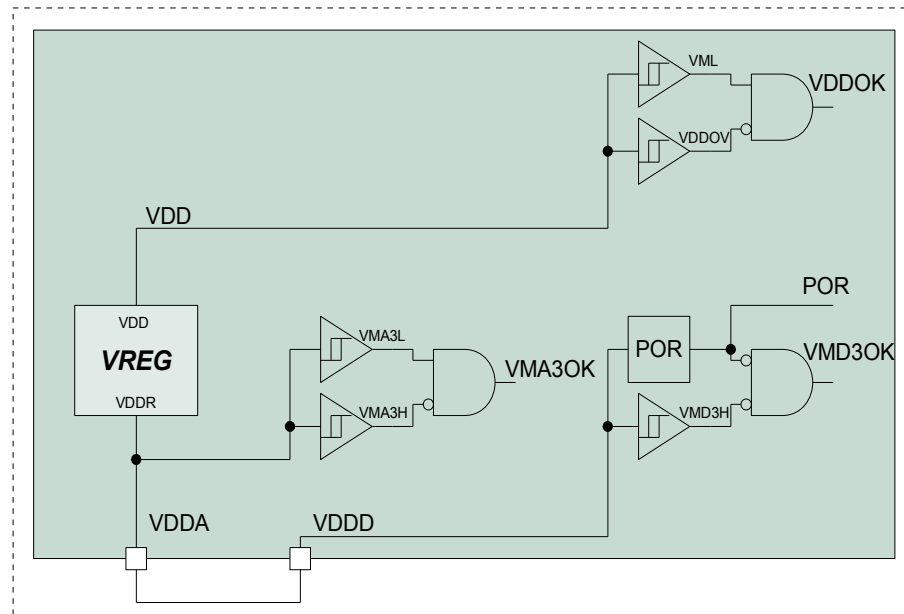 VML
VDDOK
VDDOV
VDD
POR
VDD
VREG
VDDR
VMA3L
VMA3OK
VMA3H
POR
VMD3OK
VMD3H
VDDA
VDDD